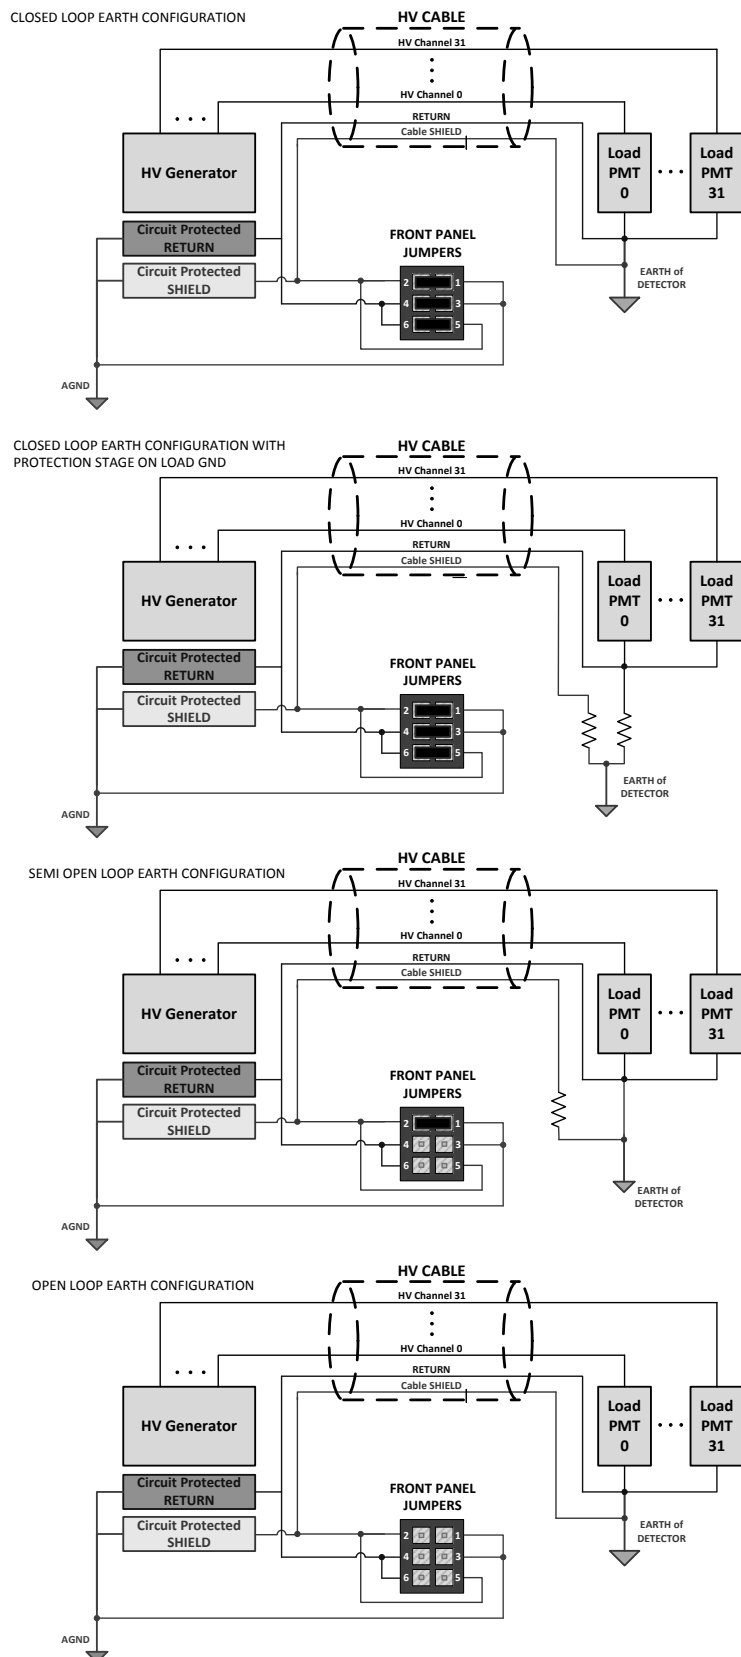 CLOSED LOOP EARTH CONFIGURATION
HV CABLE
HV Channel 31
HV Channel 0
RETURN
Cable SHIELD
HV Generator
Load
PMT
0
Load
PMT
31
Circuit Protected
RETURN
Circuit Protected
SHIELD
FRONT PANEL
JUMPERS
2 1
4 3
6 5
EARTH of
DETECTOR
AGND
CLOSED LOOP EARTH CONFIGURATION WITH
PROTECTION STAGE ON LOAD GND
HV CABLE
HV Channel 31
HV Channel 0
RETURN
Cable SHIELD
HV Generator
Load
PMT
0
Load
PMT
31
Circuit Protected
RETURN
Circuit Protected
SHIELD
FRONT PANEL
JUMPERS
2 1
4 3
6 5
EARTH of
DETECTOR
AGND
SEMI OPEN LOOP EARTH CONFIGURATION
HV CABLE
HV Channel 31
HV Channel 0
RETURN
Cable SHIELD
HV Generator
Load
PMT
0
Load
PMT
31
Circuit Protected
RETURN
Circuit Protected
SHIELD
FRONT PANEL
JUMPERS
2 1
4 3
6 5
EARTH of
DETECTOR
AGND
OPEN LOOP EARTH CONFIGURATION
HV CABLE
HV Channel 31
HV Channel 0
RETURN
Cable SHIELD
HV Generator
Load
PMT
0
Load
PMT
31
Circuit Protected
RETURN
Circuit Protected
SHIELD
FRONT PANEL
JUMPERS
2 1
4 3
6 5
EARTH of
DETECTOR
AGND